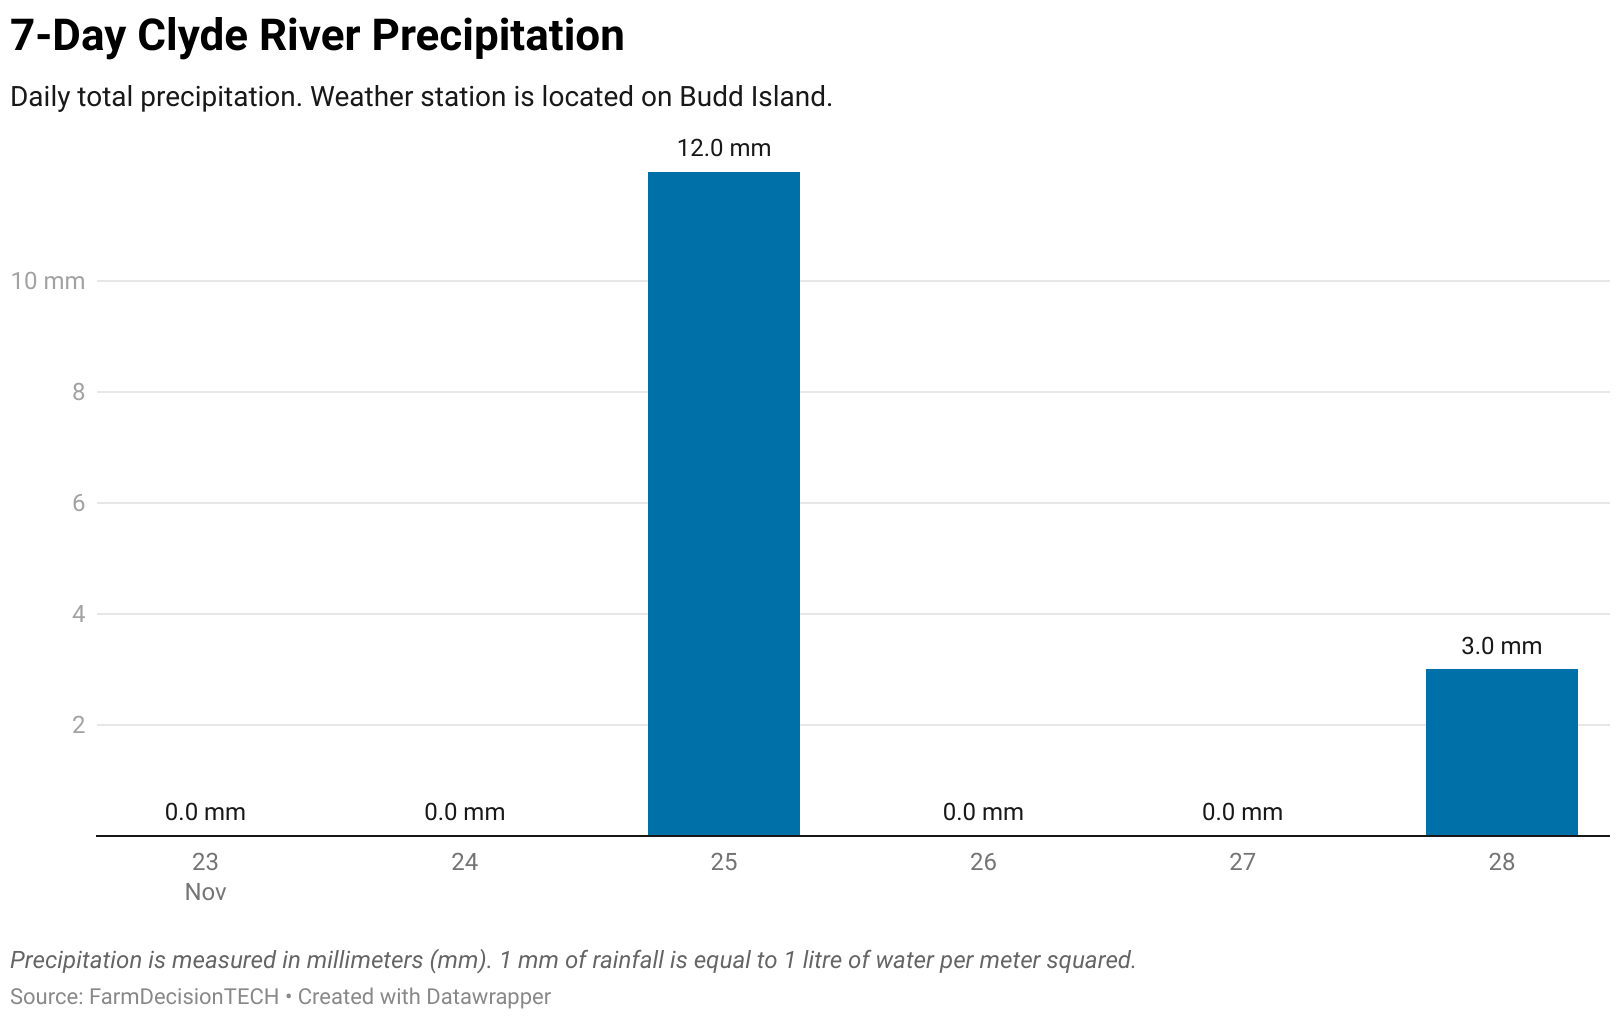 7-Day Clyde River Precipitation
Daily total precipitation. Weather station is located on Budd Island.
12.0 mm
10 mm
8
6
4
3.0 mm
2
0.0 mm 0.0 mm 0.0 mm 0.0 mm
23 24 25 26 27 28
Nov
Precipitation is measured in millimeters (mm). 1 mm of rainfall is equal to 1 litre of water per meter squared.
Source: FarmDecisionTECH • Created with Datawrapper